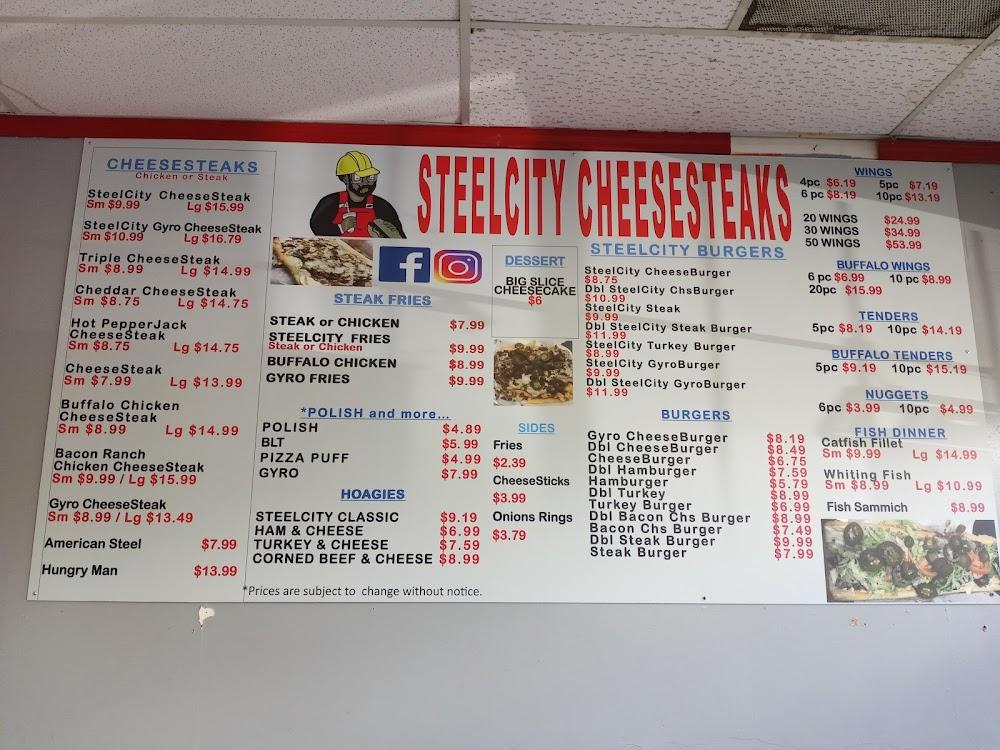 CHEESESTEAKS
Chicken or Steak
SteelCity CheeseSteak
Sm $9.99 Lg $15.99
SteelCity Gyro CheeseSteak
Sm $10.99 Lg $16.79
Triple CheeseSteak
Sm $8.99 Lg $14.99
Cheddar CheeseSteak
Sm $8.75 Lg $14.75
Hot PepperJack
CheeseSteak
Sm $8.75 Lg $14.75
CheeseSteak
Sm $7.99 Lg $13.99
Buffalo Chicken
CheeseSteak
Sm $8.99 Lg $14.99
Bacon Ranch
Chicken CheeseSteak
Sm $9.99 / Lg $15.99
Gyro CheeseSteak
Sm $8.99 / Lg $13.49
American Steel $7.99
Hungry Man $13.99
STEELCITY CHEESESTEAKS
STEAK FRIES
STEAK or CHICKEN $7.99
STEELCITY FRIES
Steak or Chicken $9.99
BUFFALO CHICKEN $8.99
GYRO FRIES $9.99
*POLISH and more...
POLISH $4.89
BLT $5.99
PIZZA PUFF $4.99
GYRO $7.99
HOAGIES
STEELCITY CLASSIC $9.19
HAM & CHEESE $6.99
TURKEY & CHEESE $7.59
CORNED BEEF & CHEESE $8.99
*Prices are subject to change without notice.
DESSERT
BIG SLICE
CHEESECAKE
$6
SIDES
Fries
$2.39
CheeseSticks
$3.99
Onions Rings
$3.79
STEELCITY BURGERS
SteelCity CheeseBurger
$8.75
Dbl SteelCity ChsBurger
$10.99
SteelCity Steak
$9.99
Dbl SteelCity Steak Burger
$11.99
SteelCity Turkey Burger
$8.99
SteelCity GyroBurger
$9.99
Dbl SteelCity GyroBurger
$11.99
BURGERS
Gyro CheeseBurger $8.19
Dbl CheeseBurger $8.49
CheeseBurger $6.75
Dbl Hamburger $7.59
Hamburger $5.79
Dbl Turkey $8.99
Turkey Burger $6.99
Dbl Bacon Chs Burger $8.99
Bacon Chs Burger $7.49
Dbl Steak Burger $9.99
Steak Burger $7.99
WINGS
4pc $6.19 5pc $7.19
6 pc $8.19 10pc $13.19
20 WINGS $24.99
30 WINGS $34.99
50 WINGS $53.99
BUFFALO WINGS
6 pc $6.99 10 pc $8.99
20pc $15.99
TENDERS
5pc $8.19 10pc $14.19
BUFFALO TENDERS
5pc $9.19 10pc $15.19
NUGGETS
6pc $3.99 10pc $4.99
FISH DINNER
Catfish Fillet
Sm $9.99 Lg $14.99
Whiting Fish
Sm $8.99 Lg $10.99
Fish Sammich $8.99